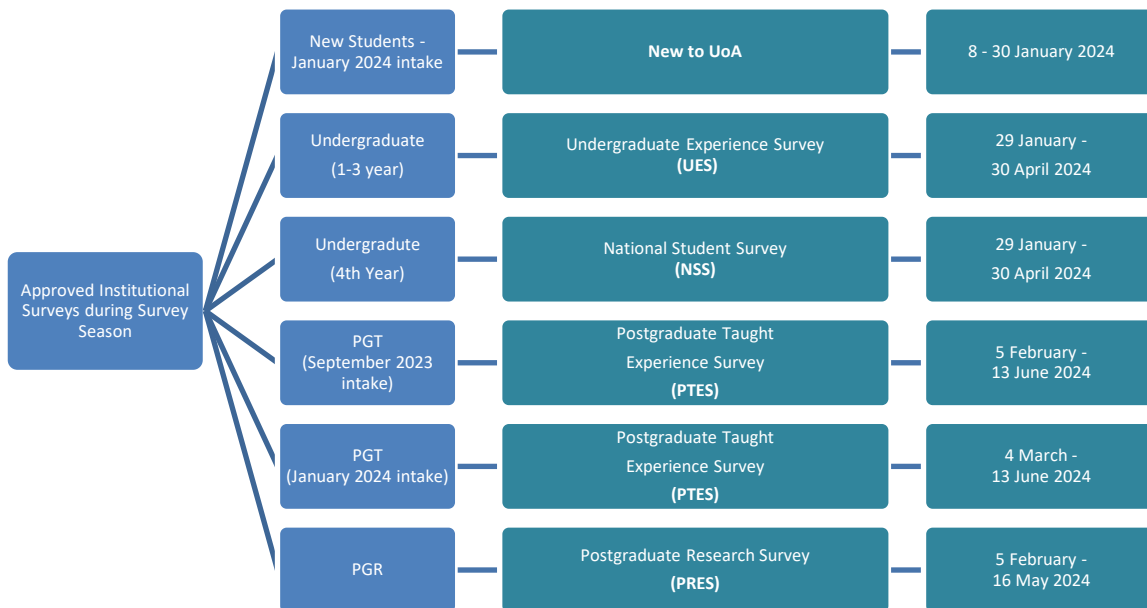 Approved Institutional
Surveys during Survey
Season
New Students -
January 2024 intake
New to UoA
8 - 30 January 2024
Undergraduate
(1-3 year)
Undergraduate Experience Survey
(UES)
29 January -
30 April 2024
Undergradute
(4th Year)
National Student Survey
(NSS)
29 January -
30 April 2024
PGT
(September 2023
intake)
Postgraduate Taught
Experience Survey
(PTES)
5 February -
13 June 2024
PGT
(January 2024 intake)
Postgraduate Taught
Experience Survey
(PTES)
4 March -
13 June 2024
PGR
Postgraduate Research Survey
(PRES)
5 February -
16 May 2024